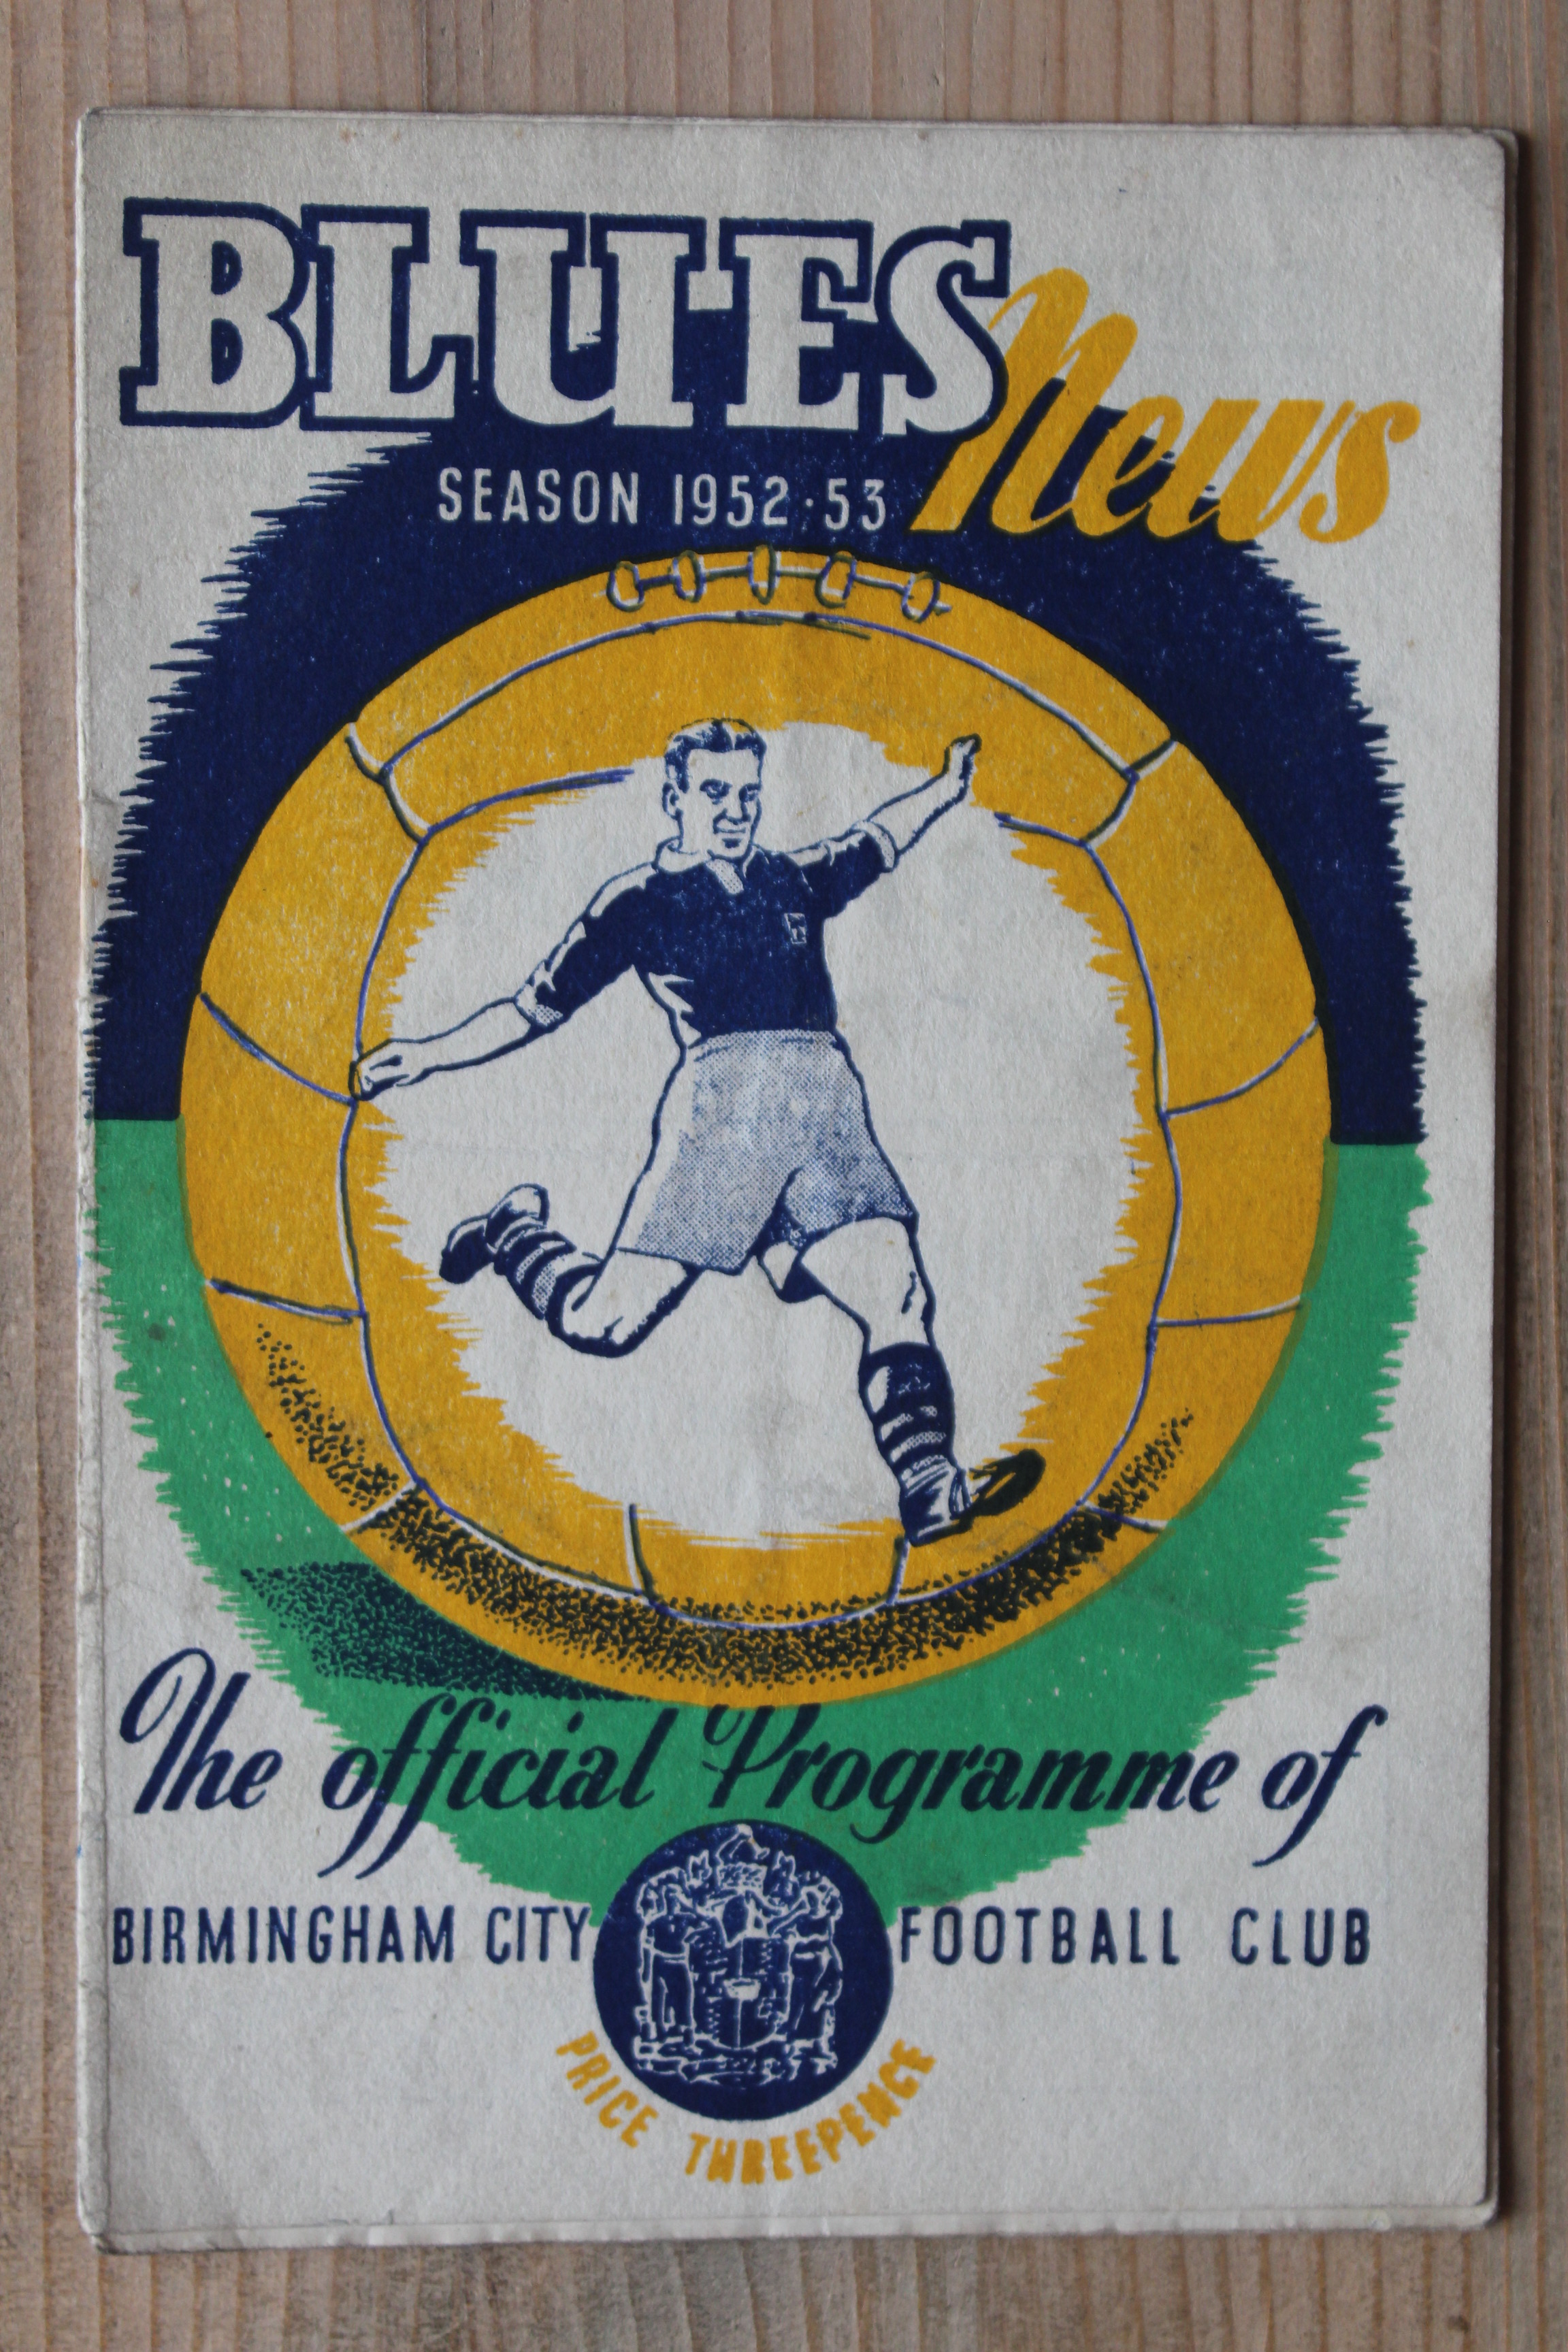 BLUES News
SEASON 1952·53
The official Programme of
BIRMINGHAM CITY FOOTBALL CLUB
PRICE THREEPENCE